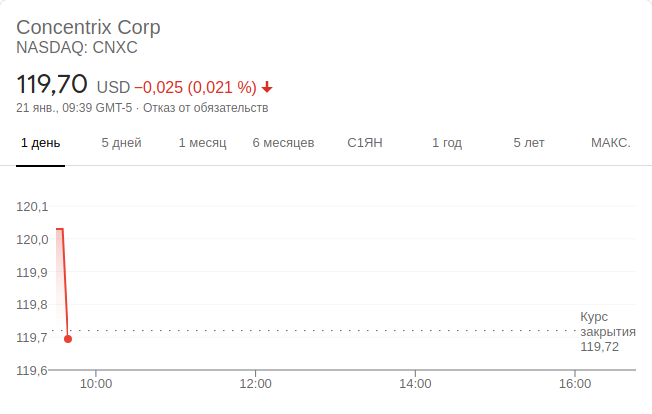 Concentrix Corp
NASDAQ: CNXC
119,70 USD −0,025 (0,021 %)
21 янв., 09:39 GMT-5 · Отказ от обязательств
1 день 5 дней 1 месяц 6 месяцев С1ЯН 1 год 5 лет МАКС.
120,1
120,0
119,9
119,8
Курс
закрытия
119,7
119,72
119,6
10:00 12:00 14:00 16:00